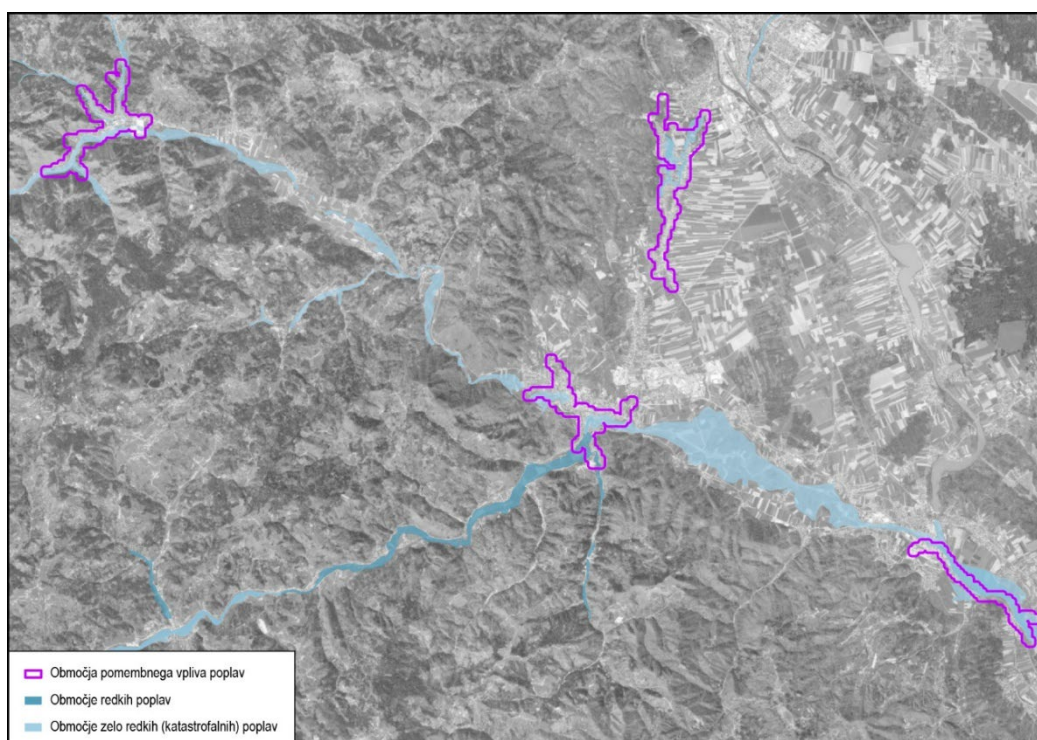 Območja pomembnega vpliva poplav
Območje redkih poplav
Območje zelo redkih (katastrofalnih) poplav